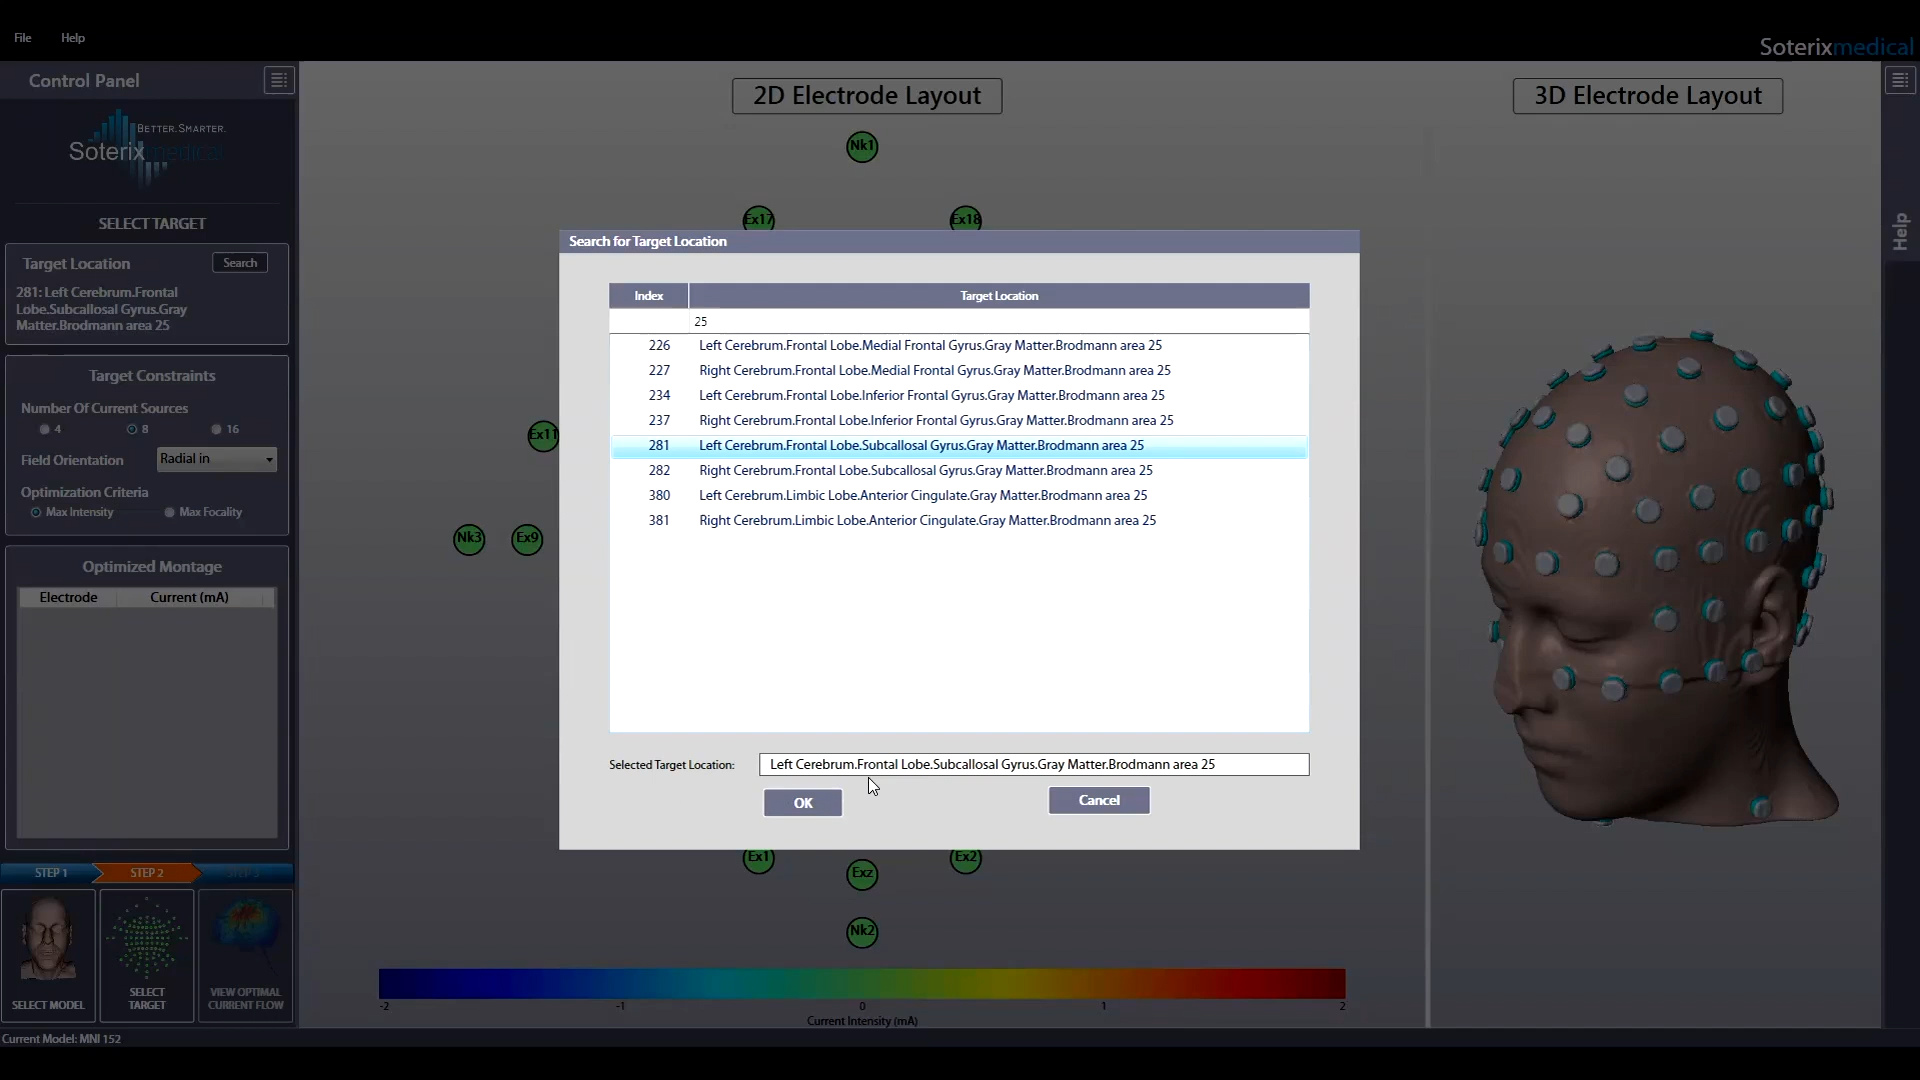 File
Help
Soterixmedical
Control Panel
2D Electrode Layout
3D Electrode Layout
BETTER.SMARTER.
Soterixmedical
SELECT TARGET
Target Location
Search
281: Left Cerebrum.Frontal
Lobe.Subcallosal Gyrus.Gray
Matter.Brodmann area 25
Target Constraints
Number Of Current Sources
4
8
16
Field Orientation
Radial in
Optimization Criteria
Max Intensity
Max Focality
Optimized Montage
Electrode
Current (mA)
STEP 1
STEP 2
STEP 3
SELECT MODEL
SELECT
TARGET
VIEW OPTIMAL
CURRENT FLOW
Current Model: MNI 152
Nk1
Ex17
Ex18
Ex11
Nk3
Ex9
Search for Target Location
Index
Target Location
25
226 Left Cerebrum.Frontal Lobe.Medial Frontal Gyrus.Gray Matter.Brodmann area 25
227 Right Cerebrum.Frontal Lobe.Medial Frontal Gyrus.Gray Matter.Brodmann area 25
234 Left Cerebrum.Frontal Lobe.Inferior Frontal Gyrus.Gray Matter.Brodmann area 25
237 Right Cerebrum.Frontal Lobe.Inferior Frontal Gyrus.Gray Matter.Brodmann area 25
281 Left Cerebrum.Frontal Lobe.Subcallosal Gyrus.Gray Matter.Brodmann area 25
282 Right Cerebrum.Frontal Lobe.Subcallosal Gyrus.Gray Matter.Brodmann area 25
380 Left Cerebrum.Limbic Lobe.Anterior Cingulate.Gray Matter.Brodmann area 25
381 Right Cerebrum.Limbic Lobe.Anterior Cingulate.Gray Matter.Brodmann area 25
Selected Target Location:
Left Cerebrum.Frontal Lobe.Subcallosal Gyrus.Gray Matter.Brodmann area 25
OK
Cancel
Ex1
Exz
Ex2
Nk2
-2
-1
0
1
2
Current Intensity (mA)
Help